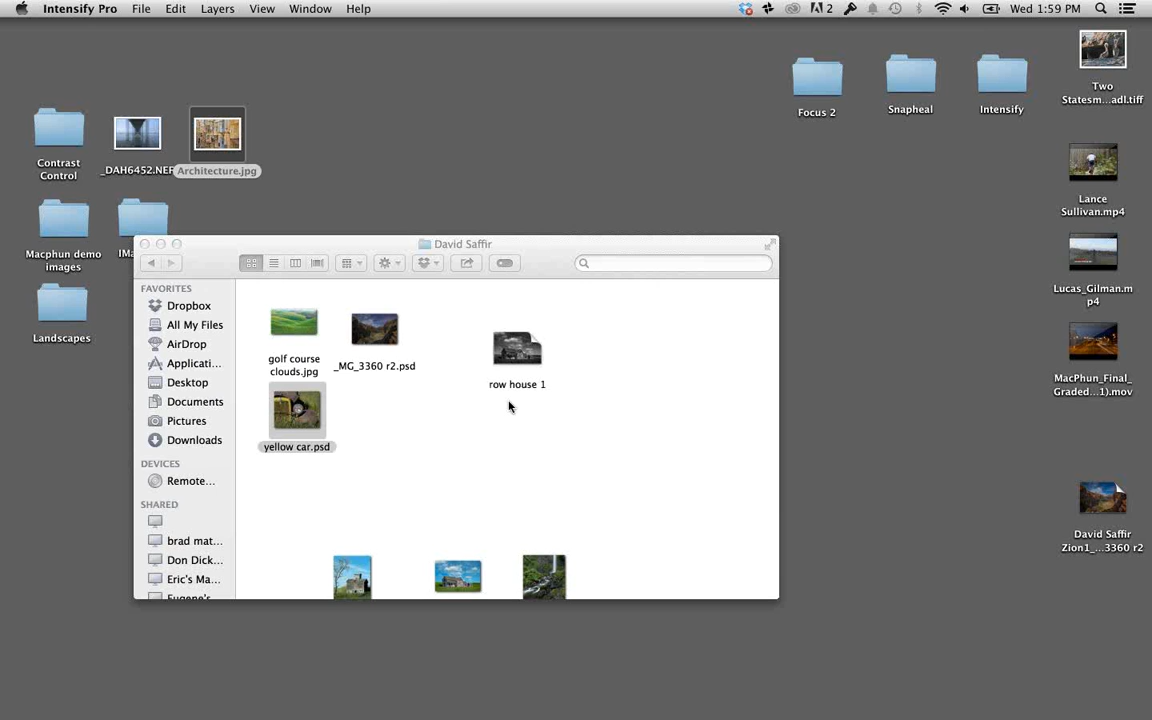 Intensify Pro File Edit Layers View Window Help 2 Wed 1:59 PM
Focus 2
Snapheal
Intensify
Two
Statesm...adl.tiff
Contrast
Control
_DAH6452.NEF
Architecture.jpg
Lance
Sullivan.mp4
Macphun demo
images
IMa
Lucas_Gilman.m
p4
Landscapes
MacPhun_Final_
Graded...1).mov
David Saffir
Zion1_...3360 r2
David Saffir
FAVORITES
Dropbox
All My Files
AirDrop
Applicati...
Desktop
Documents
Pictures
Downloads
DEVICES
Remote...
SHARED
brad mat...
Don Dick...
Eric's Ma...
Eugene's
golf course
clouds.jpg
_MG_3360 r2.psd
row house 1
yellow car.psd